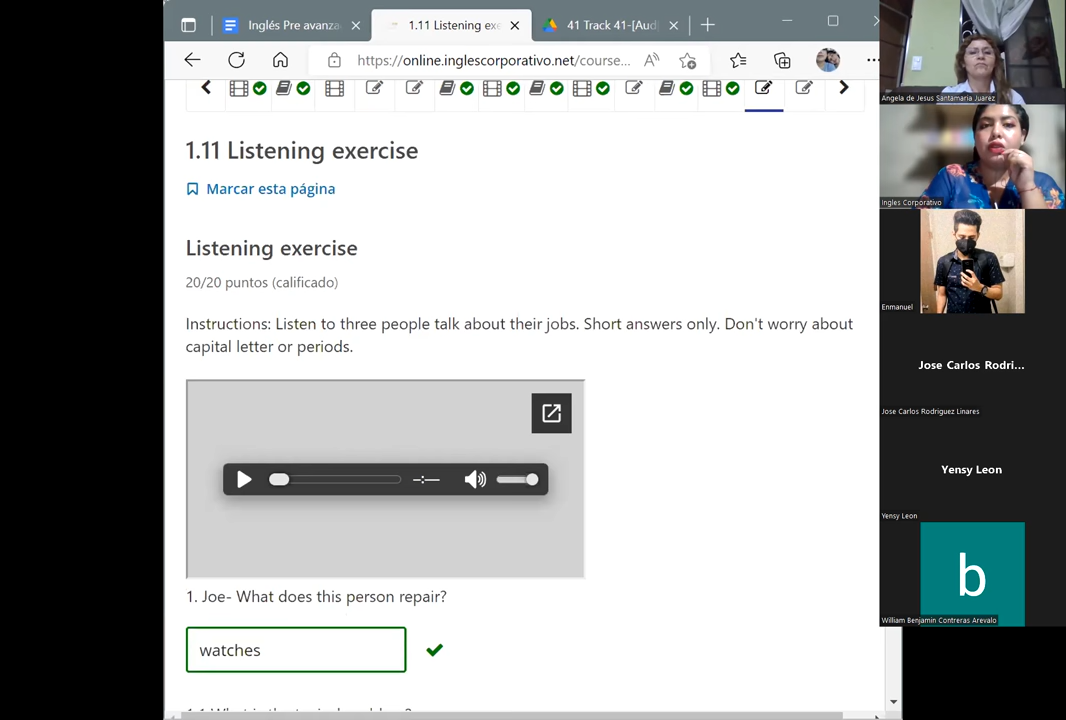 Inglés Pre avanza
1.11 Listening exe
41 Track 41-[Aud
https://online.inglescorporativo.net/course...
1.11 Listening exercise
Marcar esta página
Listening exercise
20/20 puntos (calificado)
Instructions: Listen to three people talk about their jobs. Short answers only. Don't worry about
capital letter or periods.
-:--
1. Joe- What does this person repair?
watches
Angela de Jesus Santamaria Juarez
Ingles Corporativo
Enmanuel
Jose Carlos Rodri...
Jose Carlos Rodriguez Linares
Yensy Leon
Yensy Leon
b
William Benjamin Contreras Arevalo